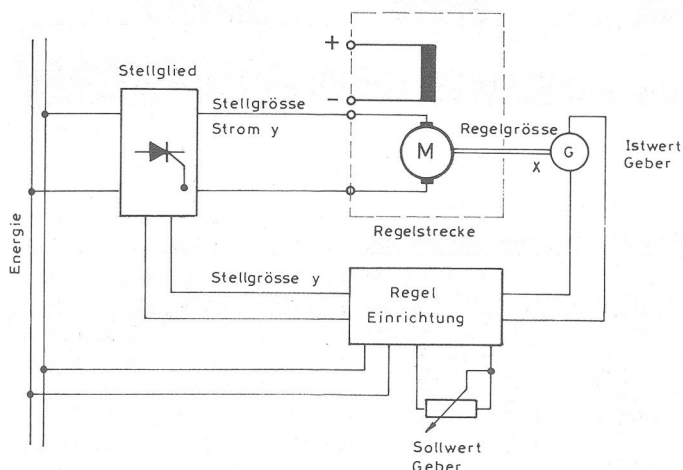 +
Stellglied
−
Stellgrösse
Strom y
Regelgrösse
M
G
X
Istwert
Geber
Regelstrecke
Energie
Stellgrösse y
Regel
Einrichtung
Sollwert
Geber